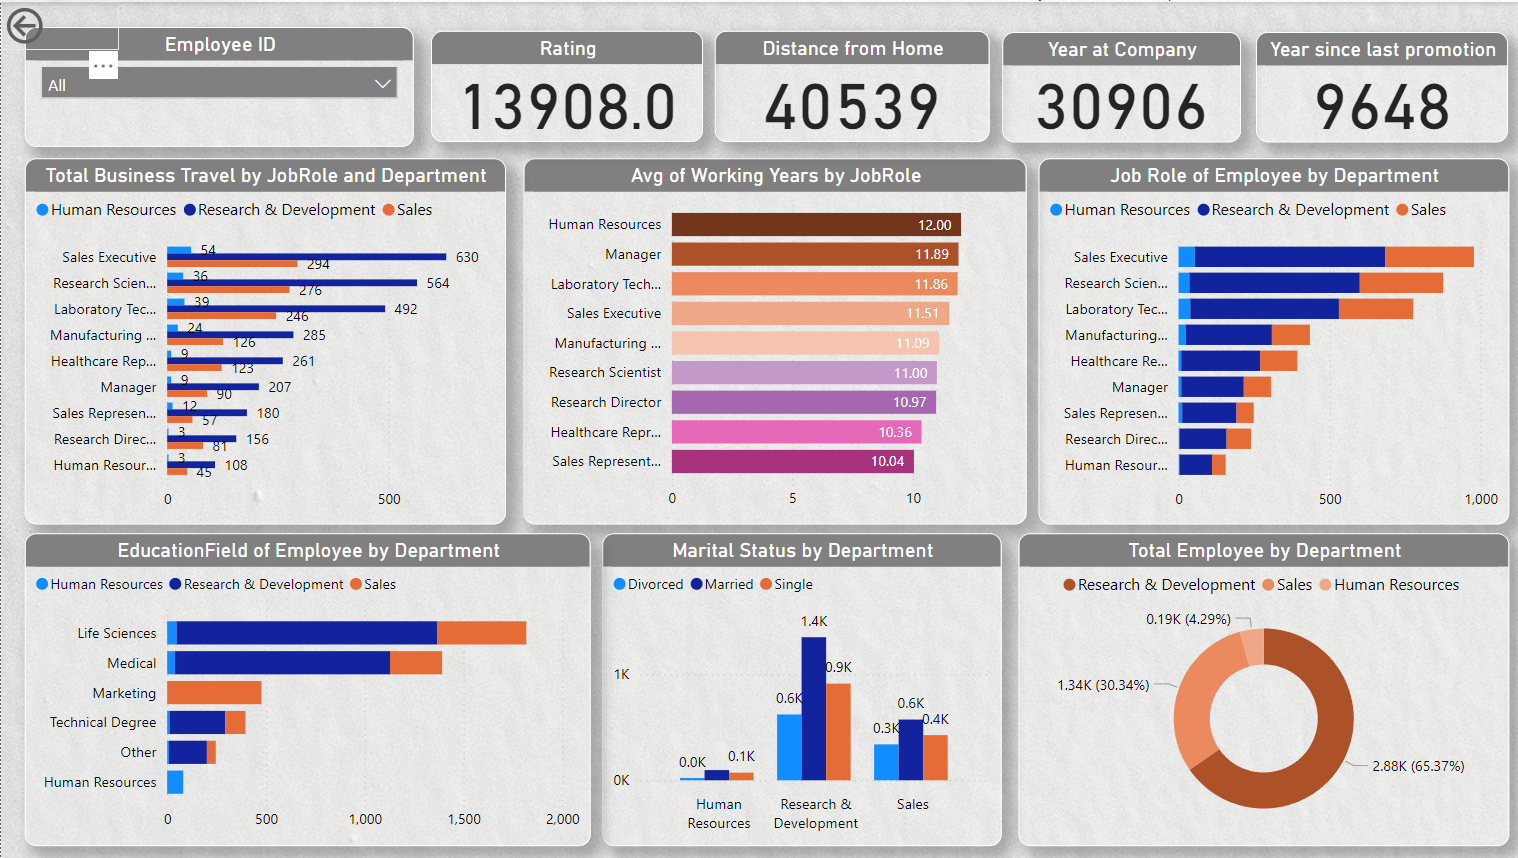 Employee ID
All
Rating
13908.0
Distance from Home
40539
Year at Company
30906
Year since last promotion
9648
Total Business Travel by JobRole and Department
Human Resources Research & Development Sales
Sales Executive 54 630 294
Research Scien... 36 564 276
Laboratory Tec... 39 492 246
Manufacturing ... 24 285 126
Healthcare Rep... 9 261 123
Manager 9 207 90
Sales Represen... 12 180 57
Research Direc... 3 156 81
Human Resour... 3 108 45
0 500
Avg of Working Years by JobRole
Human Resources 12.00
Manager 11.89
Laboratory Tech... 11.86
Sales Executive 11.51
Manufacturing ... 11.09
Research Scientist 11.00
Research Director 10.97
Healthcare Repr... 10.36
Sales Represent... 10.04
0 5 10
Job Role of Employee by Department
Human Resources Research & Development Sales
Sales Executive
Research Scien...
Laboratory Tec...
Manufacturing...
Healthcare Re...
Manager
Sales Represen...
Research Direc...
Human Resour...
0 500 1,000
EducationField of Employee by Department
Human Resources Research & Development Sales
Life Sciences
Medical
Marketing
Technical Degree
Other
Human Resources
0 500 1,000 1,500 2,000
Marital Status by Department
Divorced Married Single
1K
0K
0.0K 0.1K
0.6K 1.4K 0.9K
0.3K 0.6K 0.4K
Human
Resources
Research &
Development
Sales
Total Employee by Department
Research & Development Sales Human Resources
0.19K (4.29%)
1.34K (30.34%)
2.88K (65.37%)